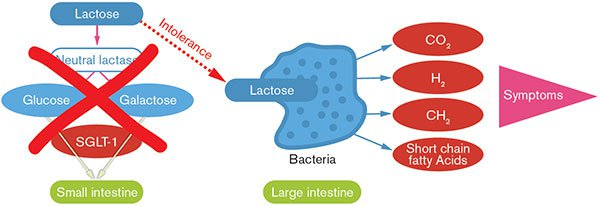 Lactose
Intolerance
Neutral lactase
Glucose
Galactose
SGLT-1
Small intestine
Lactose
Bacteria
Large intestine
CO2
H2
CH2
Short chain
fatty Acids
Symptoms